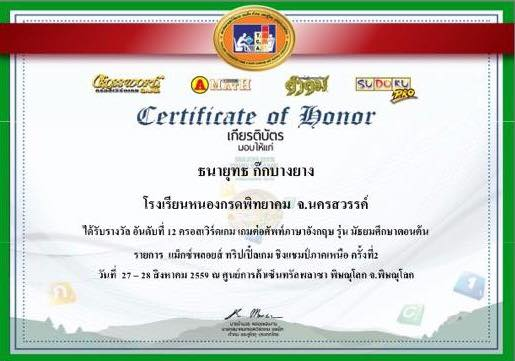 Crossword
A MATH
คำคม
SUDOKU
PRO
Certificate of Honor
เกียรติบัตร
มอบให้แก่
ธนายุทธ ก๊กบางยาง
โรงเรียนหนองกรดพิทยาคม จ.นครสวรรค์
ได้รับรางวัล อันดับที่ 12 ครอสเวิร์ดเกม เกมต่อศัพท์ภาษาอังกฤษ รุ่น มัธยมศึกษาตอนต้น
รายการ แม็กซ์พลอยส์ ทริปเปิ้ลเกม ชิงแชมป์ภาคเหนือ ครั้งที่2
วันที่ 27 – 28 สิงหาคม 2559 ณ ศูนย์การค้าเซ็นทรัลพลาซา พิษณุโลก จ.พิษณุโลก